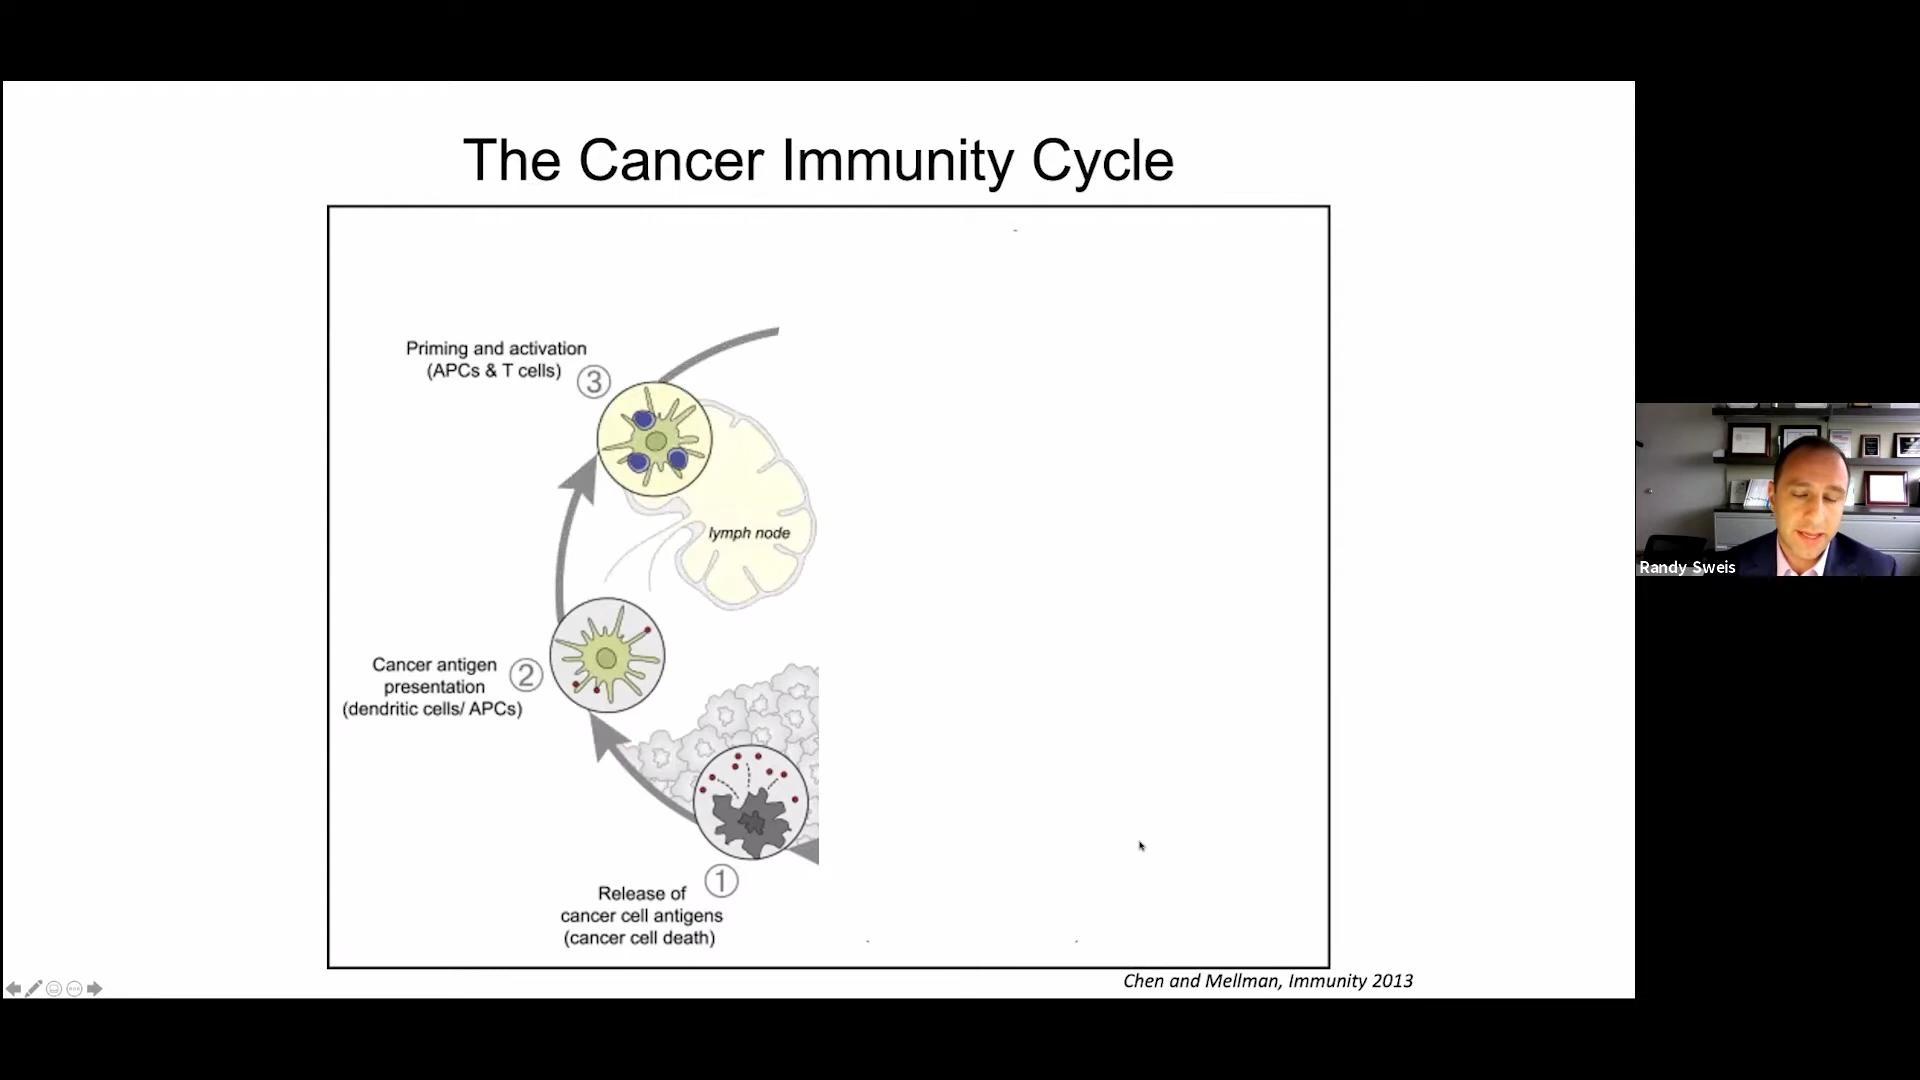 The Cancer Immunity Cycle
Priming and activation
(APCs & T cells)
3
lymph node
Cancer antigen
presentation
(dendritic cells/ APCs)
2
1
Release of
cancer cell antigens
(cancer cell death)
Chen and Mellman, Immunity 2013
Randy Sweis